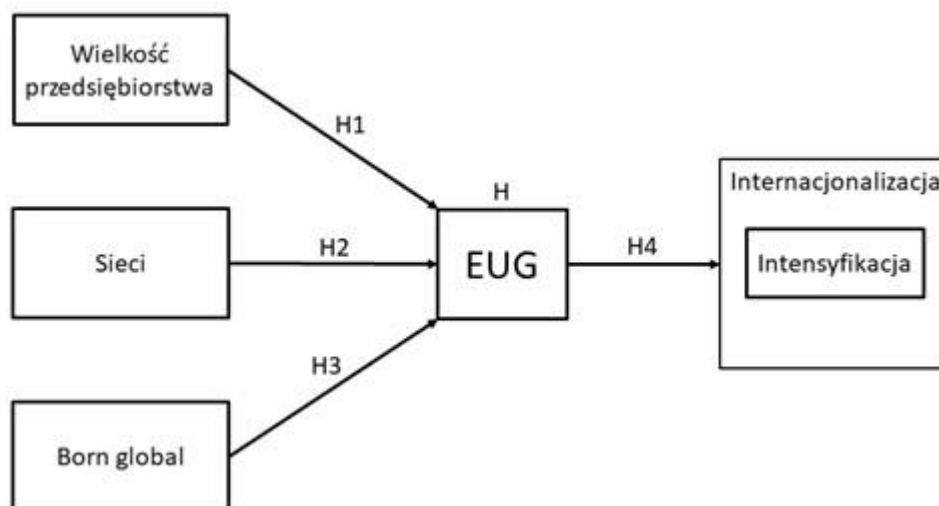 Wielkość
przedsiębiorstwa
H1
Internacjonalizacja
H
Sieci
H2
EUG
H4
Intensyfikacja
H3
Born global